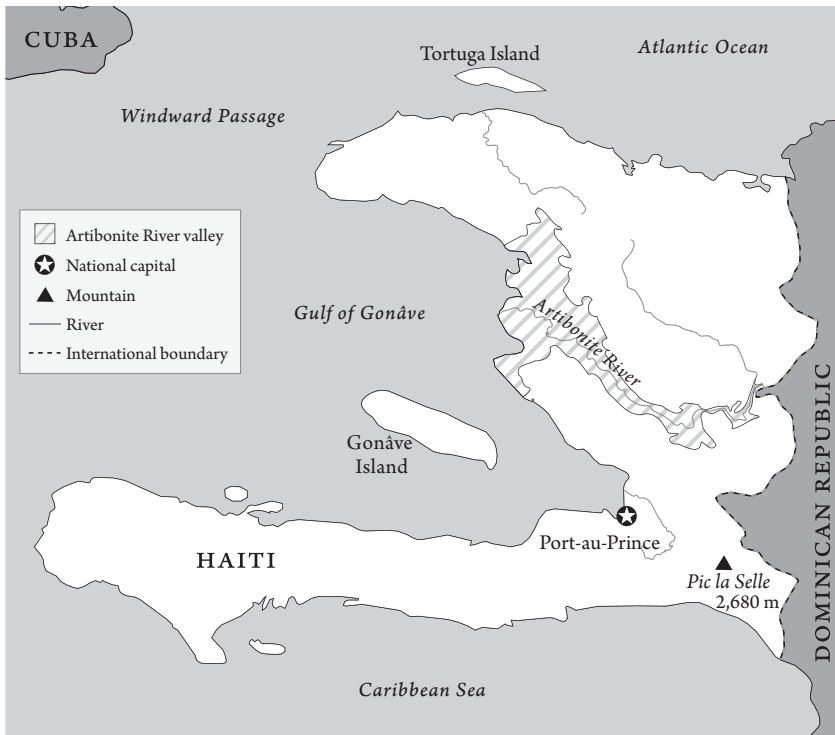 CUBA
Tortuga Island
Atlantic Ocean
Windward Passage
Artibonite River valley
National capital
Mountain
River
International boundary
Gulf of Gonâve
Artibonite River
Gonâve
Island
DOMINICAN REPUBLIC
HAITI
Port-au-Prince
Pic la Selle
2,680 m
Caribbean Sea